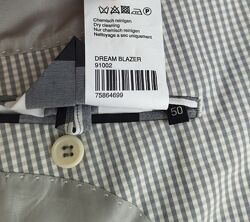 Chemisch reinigen
Dry cleaning
Nur chemisch reinigen
Nettoyage a sec uniquement
DREAM BLAZER
91002
75864699
50